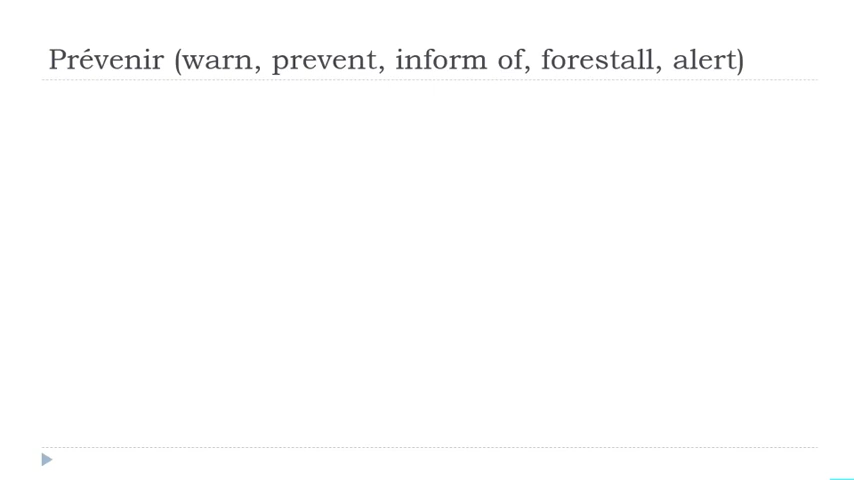 Prévenir (warn, prevent, inform of, forestall, alert)